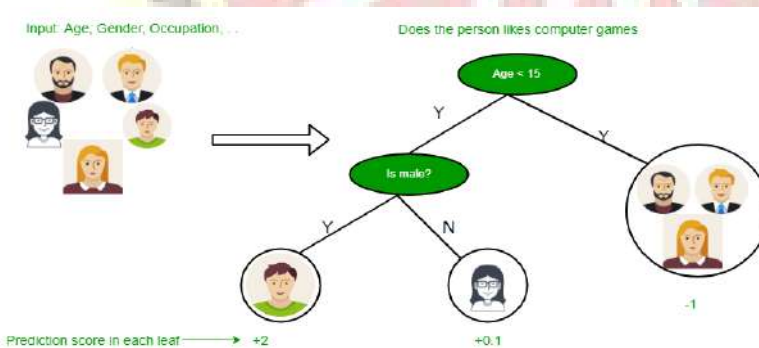 Input: Age, Gender, Occupation, . .
Does the person likes computer games
Age < 15
Y
Y
Is male?
Y
N
-1
Prediction score in each leaf
+2
+0.1